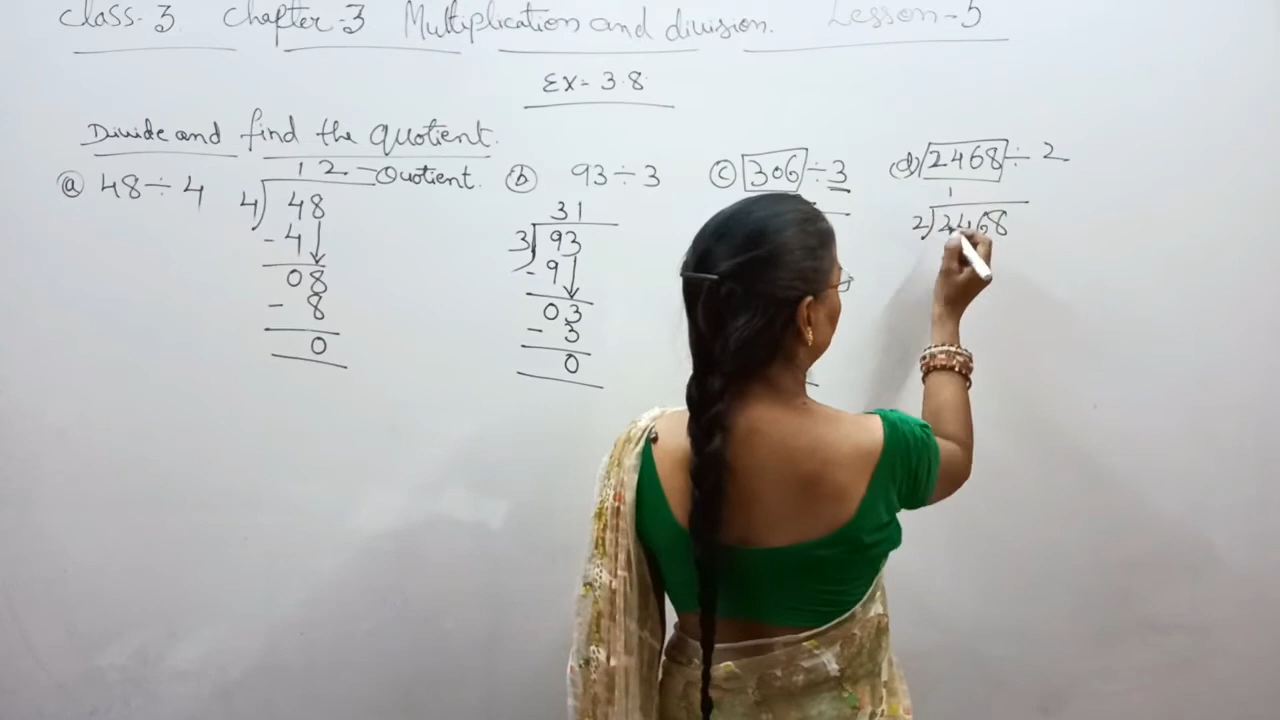 Class-3 Chapter-3 Multiplication and division. Lesson-5
Ex- 3.8.
Divide and find the quotient.
ⓐ 48 ÷ 4
12 - Quotient.
4)48
-4
08
- 8
0
ⓑ 93 ÷ 3
31
3)93
-9
03
- 3
0
ⓒ 306 ÷ 3
ⓓ 2468 ÷ 2
1
2)2468